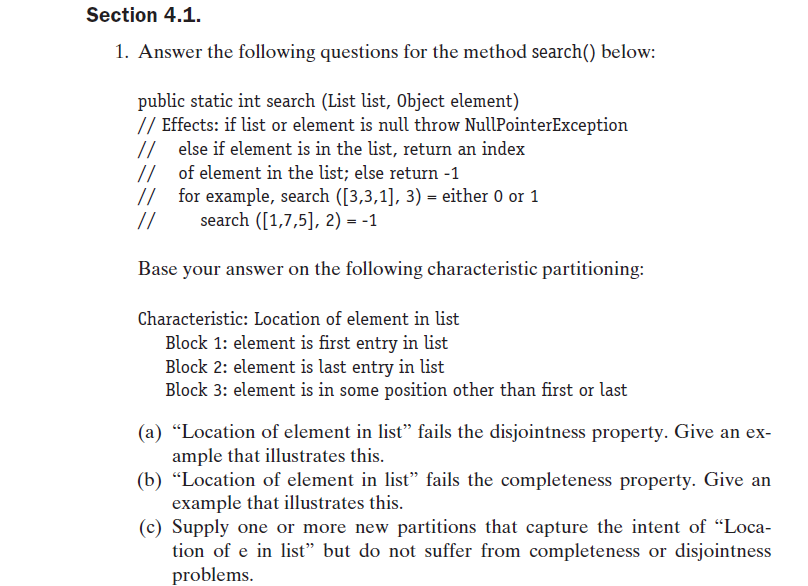 Section 4.1.
1. Answer the following questions for the method search() below:
public static int search (List list, Object element)
// Effects: if list or element is null throw NullPointerException
// else if element is in the list, return an index
// of element in the list; else return -1
// for example, search ([3,3,1], 3) = either 0 or 1
// search ([1,7,5], 2) = -1
Base your answer on the following characteristic partitioning:
Characteristic: Location of element in list
Block 1: element is first entry in list
Block 2: element is last entry in list
Block 3: element is in some position other than first or last
(a) “Location of element in list” fails the disjointness property. Give an ex-
ample that illustrates this.
(b) “Location of element in list” fails the completeness property. Give an
example that illustrates this.
(c) Supply one or more new partitions that capture the intent of “Loca-
tion of e in list” but do not suffer from completeness or disjointness
problems.